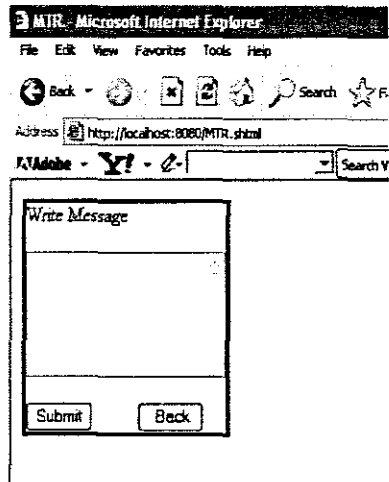 MTR - Microsoft Internet Explorer
File Edit View Favorites Tools Help
Back Search F
Address http://localhost:8080/MTR.shtml
Adobe Y! Search V
Write Message
Submit Back